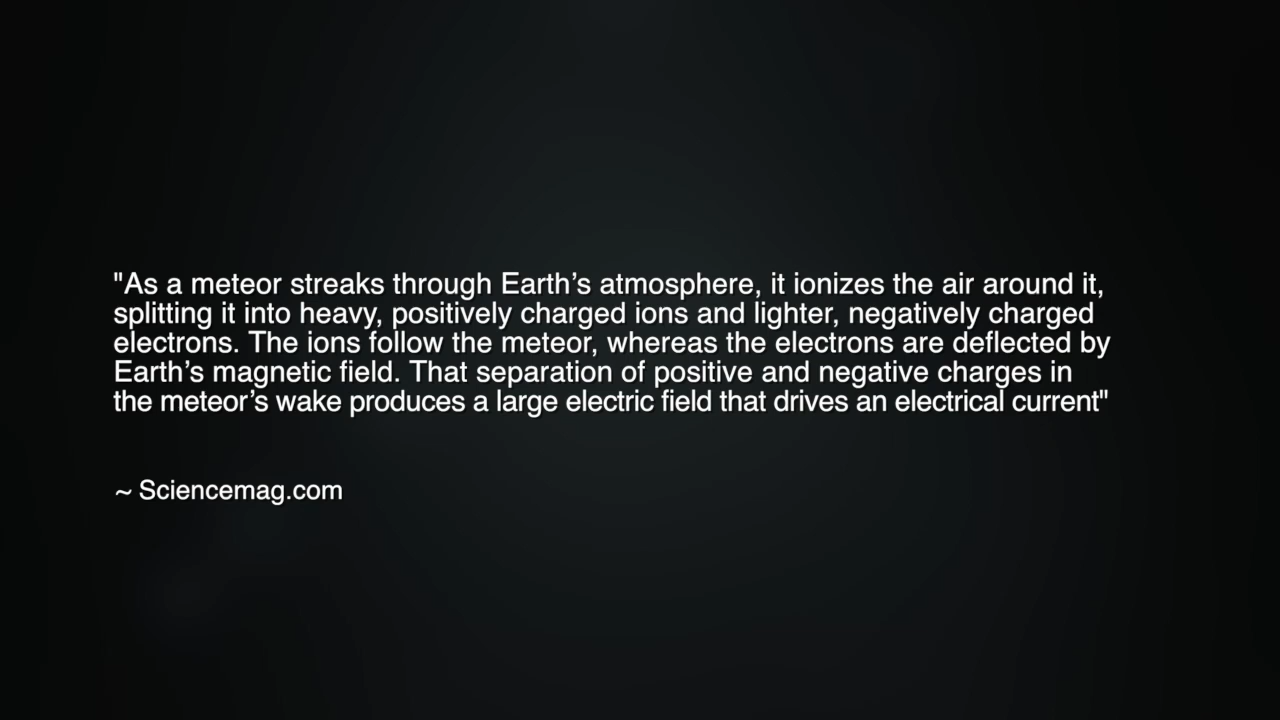 "As a meteor streaks through Earth’s atmosphere, it ionizes the air around it,
splitting it into heavy, positively charged ions and lighter, negatively charged
electrons. The ions follow the meteor, whereas the electrons are deflected by
Earth’s magnetic field. That separation of positive and negative charges in
the meteor’s wake produces a large electric field that drives an electrical current"
~ Sciencemag.com